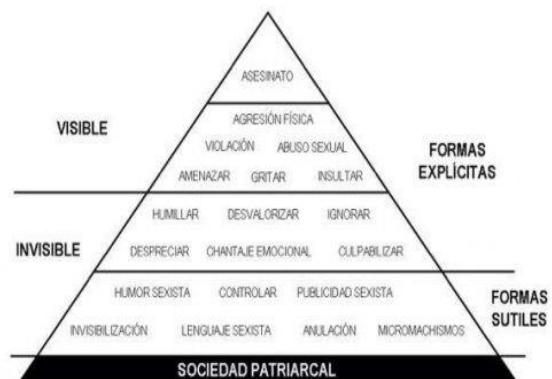 ASESINATO
AGRESIÓN FÍSICA
VISIBLE
VIOLACIÓN ABUSO SEXUAL
FORMAS
EXPLÍCITAS
AMENAZAR GRITAR INSULTAR
HUMILLAR DESVALORIZAR IGNORAR
INVISIBLE
DESPRECIAR CHANTAJE EMOCIONAL CULPABILIZAR
HUMOR SEXISTA CONTROLAR PUBLICIDAD SEXISTA
FORMAS
SUTILES
INVISIBILIZACIÓN LENGUAJE SEXISTA ANULACIÓN MICROMACHISMOS
SOCIEDAD PATRIARCAL